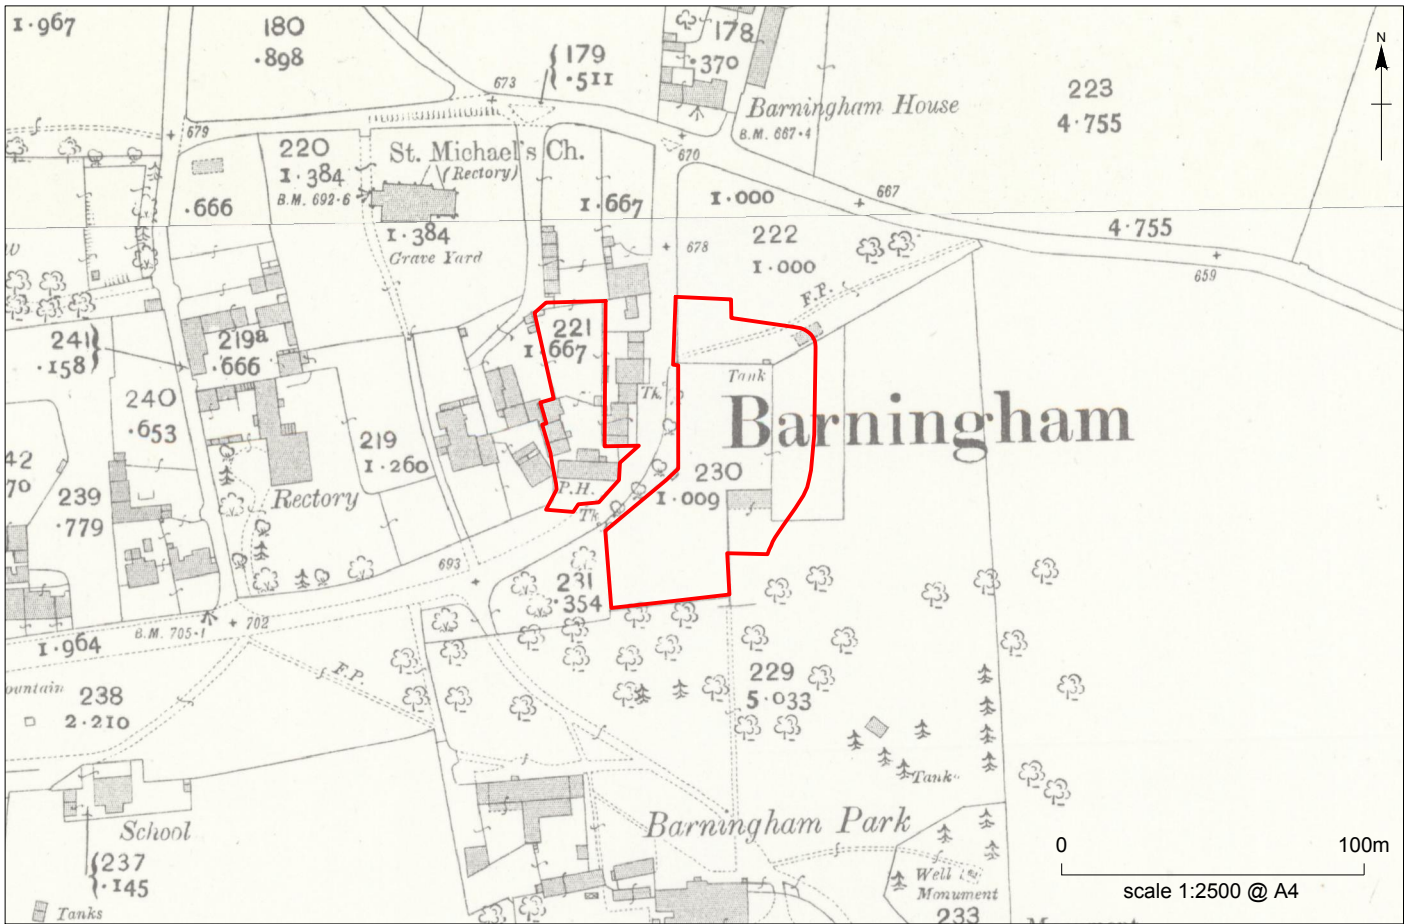 1·967
180
·898
179
·511
178
·370
673
N
223
4·755
Barningham House
B.M. 667·4
679
220
1·384
B.M. 692·6
St. Michael's Ch.
(Rectory)
670
667
·666
1·667
1·000
1·384
Grave Yard
678
222
1·000
4·755
659
F.P.
241
·158
219a
·666
221
1·667
Tank
Tk.
240
·653
Barningham
219
1·260
42
70
239
·779
Rectory
230
1·009
P.H.
Tk.
693
231
·354
702
B.M. 705·1
1·964
F.P.
ountain
238
2·210
229
5·033
Tank
School
Barningham Park
237
·145
0
100m
scale 1:2500 @ A4
Well
Monument
233
Tanks